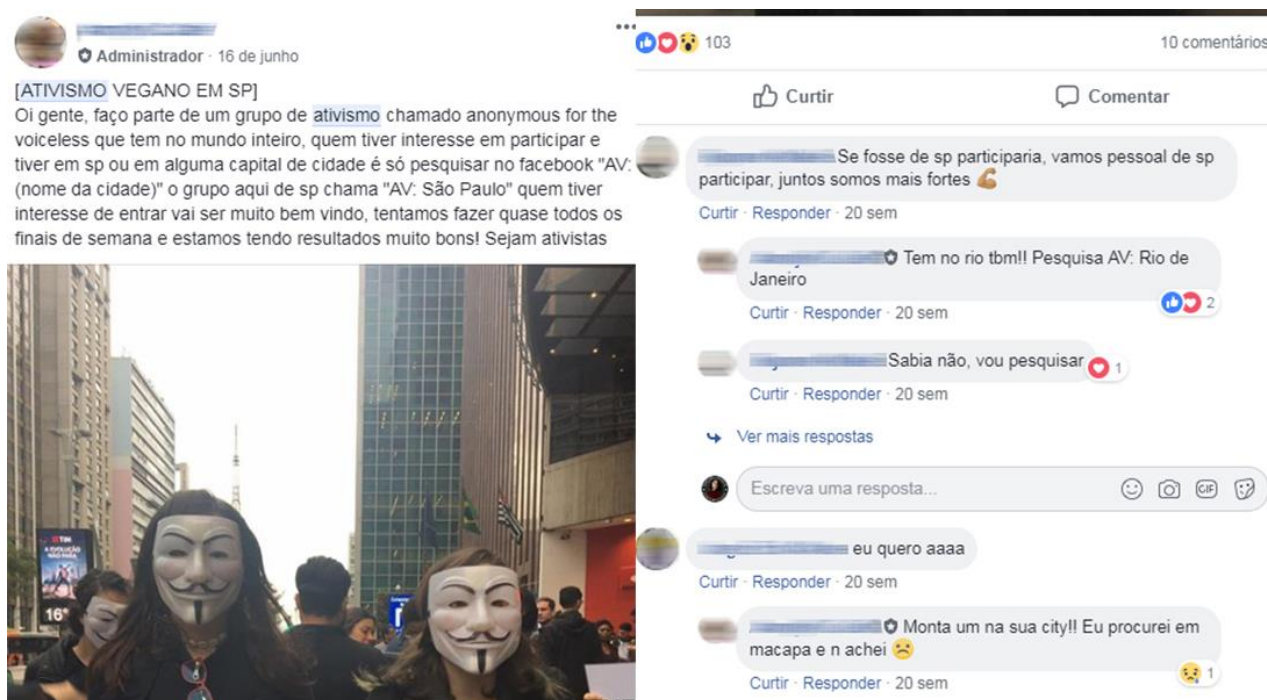 Administrador · 16 de junho
[ATIVISMO VEGANO EM SP]
Oi gente, faço parte de um grupo de ativismo chamado anonymous for the
voiceless que tem no mundo inteiro, quem tiver interesse em participar e
tiver em sp ou em alguma capital de cidade é só pesquisar no facebook "AV:
(nome da cidade)" o grupo aqui de sp chama "AV: São Paulo" quem tiver
interesse de entrar vai ser muito bem vindo, tentamos fazer quase todos os
finais de semana e estamos tendo resultados muito bons! Sejam ativistas
TIM
A EVOLUÇÃO
NÃO PARA
16°
103
10 comentários
Curtir
Comentar
Se fosse de sp participaria, vamos pessoal de sp
participar, juntos somos mais fortes 💪🏽
Curtir · Responder · 20 sem
Tem no rio tbm!! Pesquisa AV: Rio de
Janeiro
2
Curtir · Responder · 20 sem
Sabia não, vou pesquisar
1
Curtir · Responder · 20 sem
Ver mais respostas
Escreva uma resposta...
GIF
eu quero aaaa
Curtir · Responder · 20 sem
Monta um na sua city!! Eu procurei em
macapa e n achei 🙁
1
Curtir · Responder · 20 sem